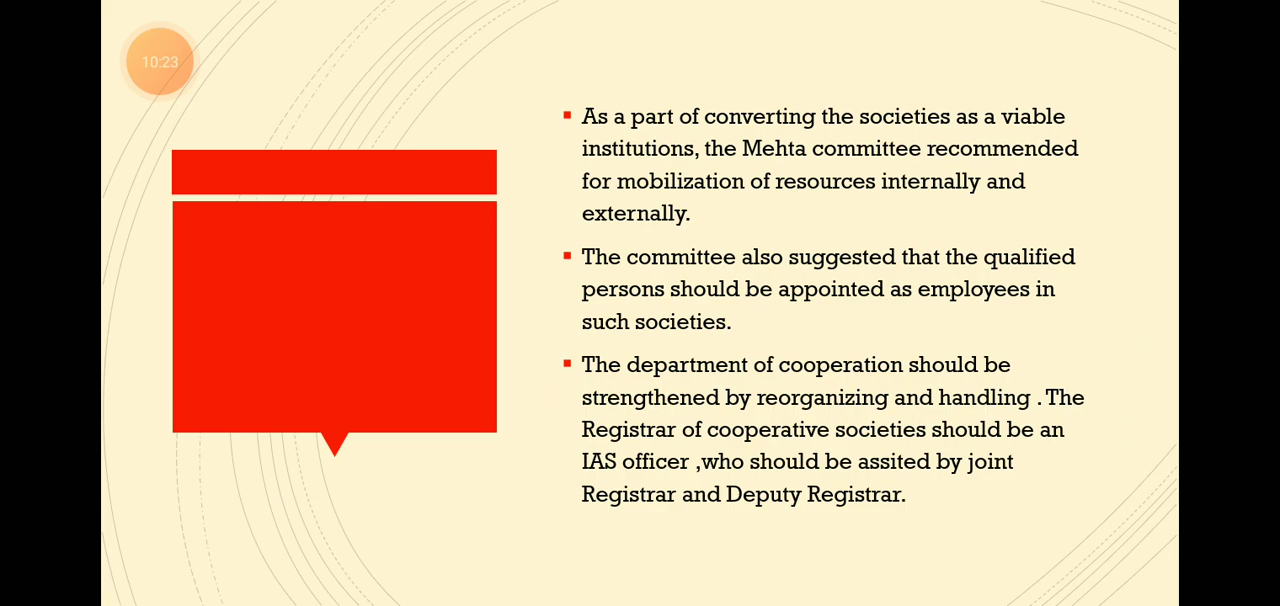 10:23
As a part of converting the societies as a viable
institutions, the Mehta committee recommended
for mobilization of resources internally and
externally.
The committee also suggested that the qualified
persons should be appointed as employees in
such societies.
The department of cooperation should be
strengthened by reorganizing and handling . The
Registrar of cooperative societies should be an
IAS officer ,who should be assited by joint
Registrar and Deputy Registrar.